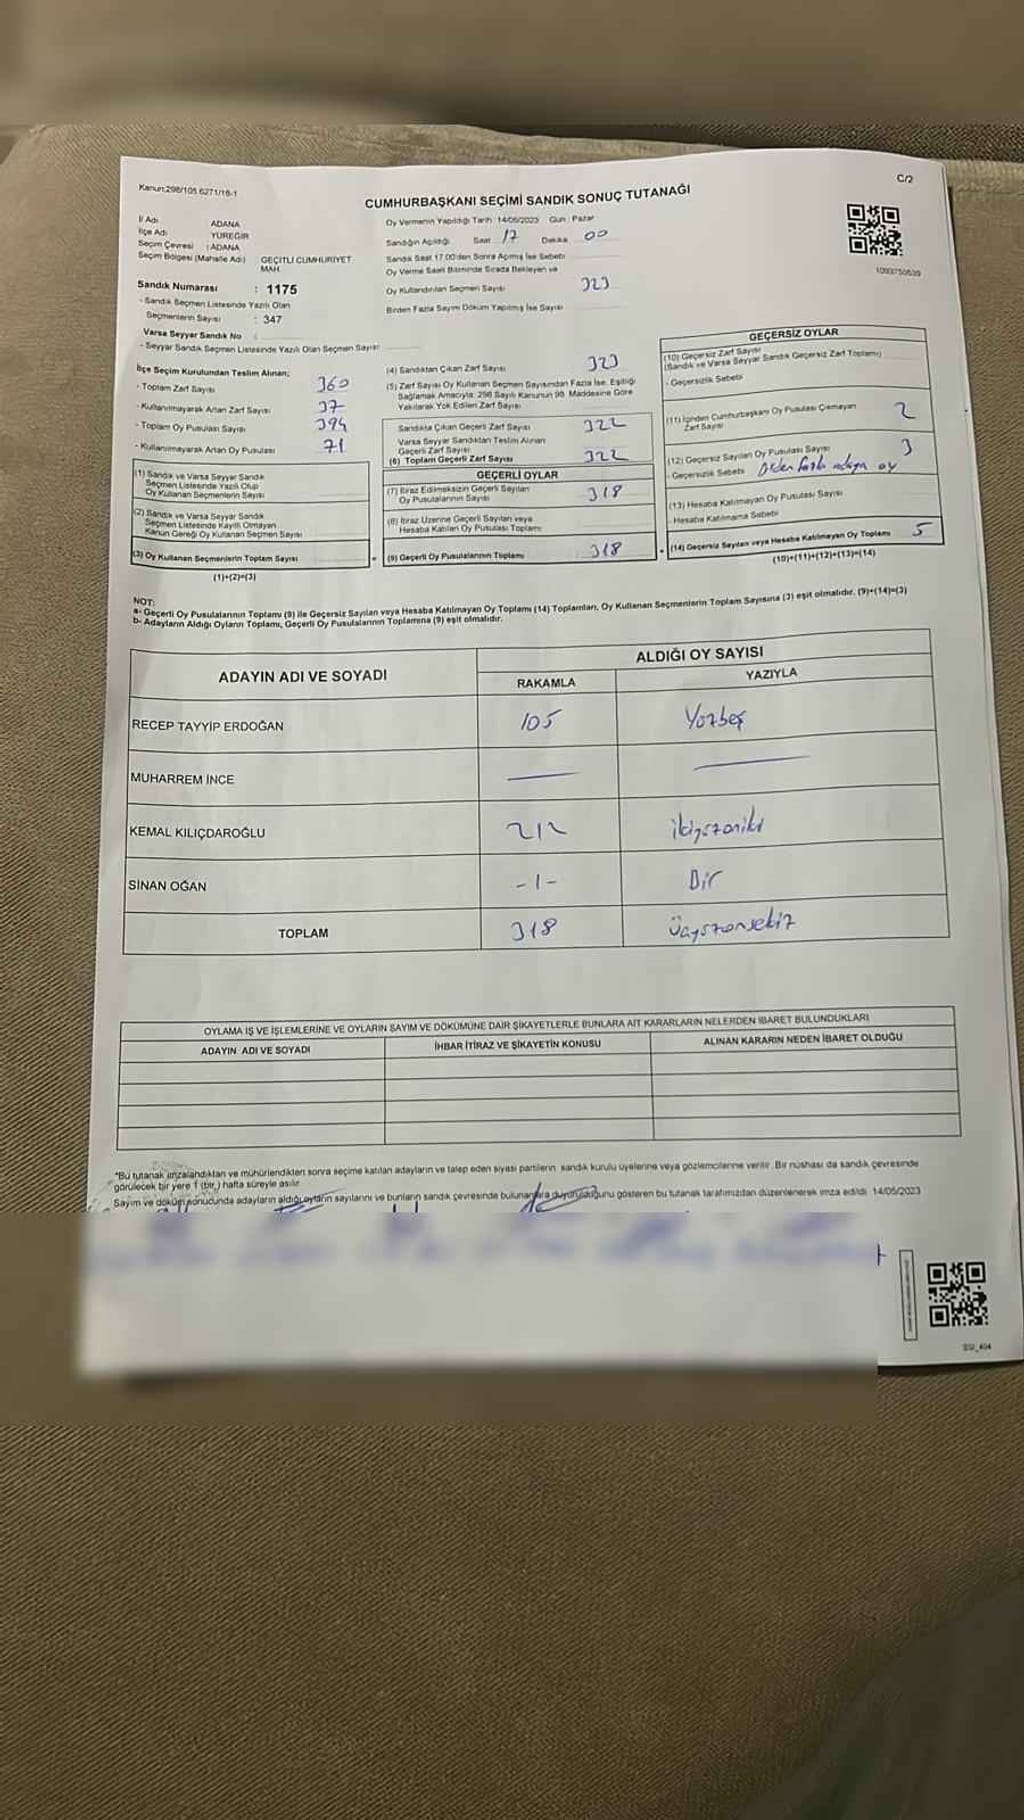 Kanun:298/105 6271/18-1
C/2
CUMHURBAŞKANI SEÇİMİ SANDIK SONUÇ TUTANAĞI
İl Adı ADANA
İlçe Adı YÜREĞİR
Seçim Çevresi : ADANA
Seçim Bölgesi (Mahalle Adı) GEÇİTLİ CUMHURİYET MAH.
Sandık Numarası : 1175
- Sandık Seçmen Listesinde Yazılı Olan
Seçmenlerin Sayısı : 347
Varsa Seyyar Sandık No :
- Seyyar Sandık Seçmen Listesinde Yazılı Olan Seçmen Sayısı
Oy Vermenin Yapıldığı Tarih 14/05/2023 Gün : Pazar
Sandığın Açıldığı Saat 17 Dakika 00
Sandık Saat 17.00'den Sonra Açılmış İse Sebebi
Oy Verme Saati Bitiminde Sırada Bekleyen ve
Oy Kullandırılan Seçmen Sayısı 323
Birden Fazla Sayım Döküm Yapılmış İse Sayısı
1093750639
İlçe Seçim Kurulundan Teslim Alınan;
- Toplam Zarf Sayısı 360
- Kullanılmayarak Artan Zarf Sayısı 37
- Toplam Oy Pusulası Sayısı 394
- Kullanılmayarak Artan Oy Pusulası 71
(1) Sandık ve Varsa Seyyar Sandık
Seçmen Listesinde Yazılı Olup
Oy Kullanan Seçmenlerin Sayısı
(2) Sandık ve Varsa Seyyar Sandık
Seçmen Listesinde Kayıtlı Olmayan
Kanun Gereği Oy Kullanan Seçmen Sayısı
(3) Oy Kullanan Seçmenlerin Toplam Sayısı
(1)+(2)=(3)
(4) Sandıktan Çıkan Zarf Sayısı 323
(5) Zarf Sayısı Oy Kullanan Seçmen Sayısından Fazla İse, Eşitliği
Sağlamak Amacıyla; 298 Sayılı Kanunun 98. Maddesine Göre
Yakılarak Yok Edilen Zarf Sayısı
Sandıkta Çıkan Geçerli Zarf Sayısı 322
Varsa Seyyar Sandıktan Teslim Alınan
Geçerli Zarf Sayısı
(6) Toplam Geçerli Zarf Sayısı 322
GEÇERLİ OYLAR
(7) İtiraz Edilmeksizin Geçerli Sayılan
Oy Pusulalarının Sayısı 318
(8) İtiraz Üzerine Geçerli Sayılan veya
Hesaba Katılan Oy Pusulası Toplamı
(9) Geçerli Oy Pusulalarının Toplamı 318
GEÇERSİZ OYLAR
(10) Geçersiz Zarf Sayısı
(Sandık ve Varsa Seyyar Sandık Geçersiz Zarf Toplamı)
- Geçersizlik Sebebi
(11) İçinden Cumhurbaşkanı Oy Pusulası Çıkmayan
Zarf Sayısı 2
(12) Geçersiz Sayılan Oy Pusulası Sayısı 3
- Geçersizlik Sebebi Birden fazla adaya oy
(13) Hesaba Katılmayan Oy Pusulası Sayısı
- Hesaba Katılmama Sebebi
(14) Geçersiz Sayılan veya Hesaba Katılmayan Oy Toplamı 5
(10)+(11)+(12)+(13)=(14)
NOT:
a- Geçerli Oy Pusulalarının Toplamı (9) ile Geçersiz Sayılan veya Hesaba Katılmayan Oy Toplamı (14) Toplamları, Oy Kullanan Seçmenlerin Toplam Sayısına (3) eşit olmalıdır. (9)+(14)=(3)
b- Adayların Aldığı Oyların Toplamı, Geçerli Oy Pusulalarının Toplamına (9) eşit olmalıdır.
ADAYIN ADI VE SOYADI ALDIĞI OY SAYISI
RAKAMLA YAZIYLA
RECEP TAYYİP ERDOĞAN 105 Yüzbeş
MUHARREM İNCE
KEMAL KILIÇDAROĞLU 212 ikiyüzoniki
SİNAN OĞAN -1- Bir
TOPLAM 318 Üçyüzonsekiz
OYLAMA İŞ VE İŞLEMLERİNE VE OYLARIN SAYIM VE DÖKÜMÜNE DAİR ŞİKAYETLERLE BUNLARA AİT KARARLARIN NELERDEN İBARET BULUNDUKLARI
ADAYIN ADI VE SOYADI İHBAR İTİRAZ VE ŞİKAYETİN KONUSU ALINAN KARARIN NEDEN İBARET OLDUĞU
*Bu tutanak imzalandıktan ve mühürlendikten sonra seçime katılan adayların ve talep eden siyasi partilerin sandık kurulu üyelerine veya gözlemcilerine verilir. Bir nüshası da sandık çevresinde
görülecek bir yere 1 (bir) hafta süreyle asılır.
Sayım ve döküm sonucunda adayların aldığı oyların sayılarını ve bunların sandık çevresinde bulunanlara duyurulduğunu gösteren bu tutanak tarafımızdan düzenlenerek imza edildi. 14/05/2023